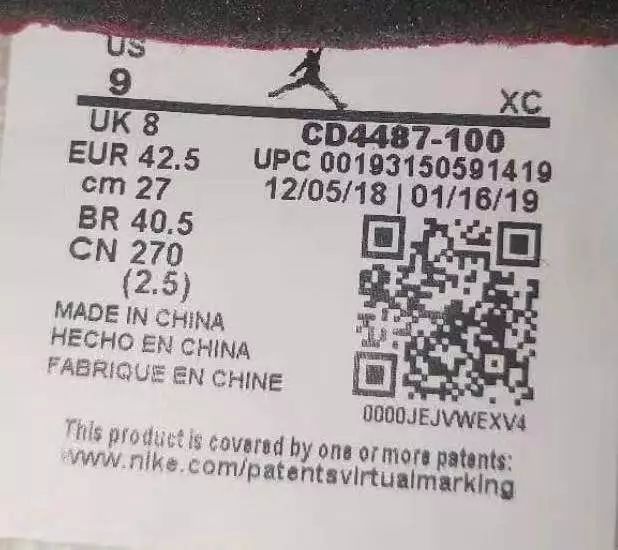 US
9
XC
UK 8
EUR 42.5
cm 27
BR 40.5
CN 270
(2.5)
CD4487-100
UPC 00193150591419
12/05/18 | 01/16/19
MADE IN CHINA
HECHO EN CHINA
FABRIQUE EN CHINE
0000JEJVWEXV4
This product is covered by one or more patents:
www.nike.com/patentsvirtualmarking